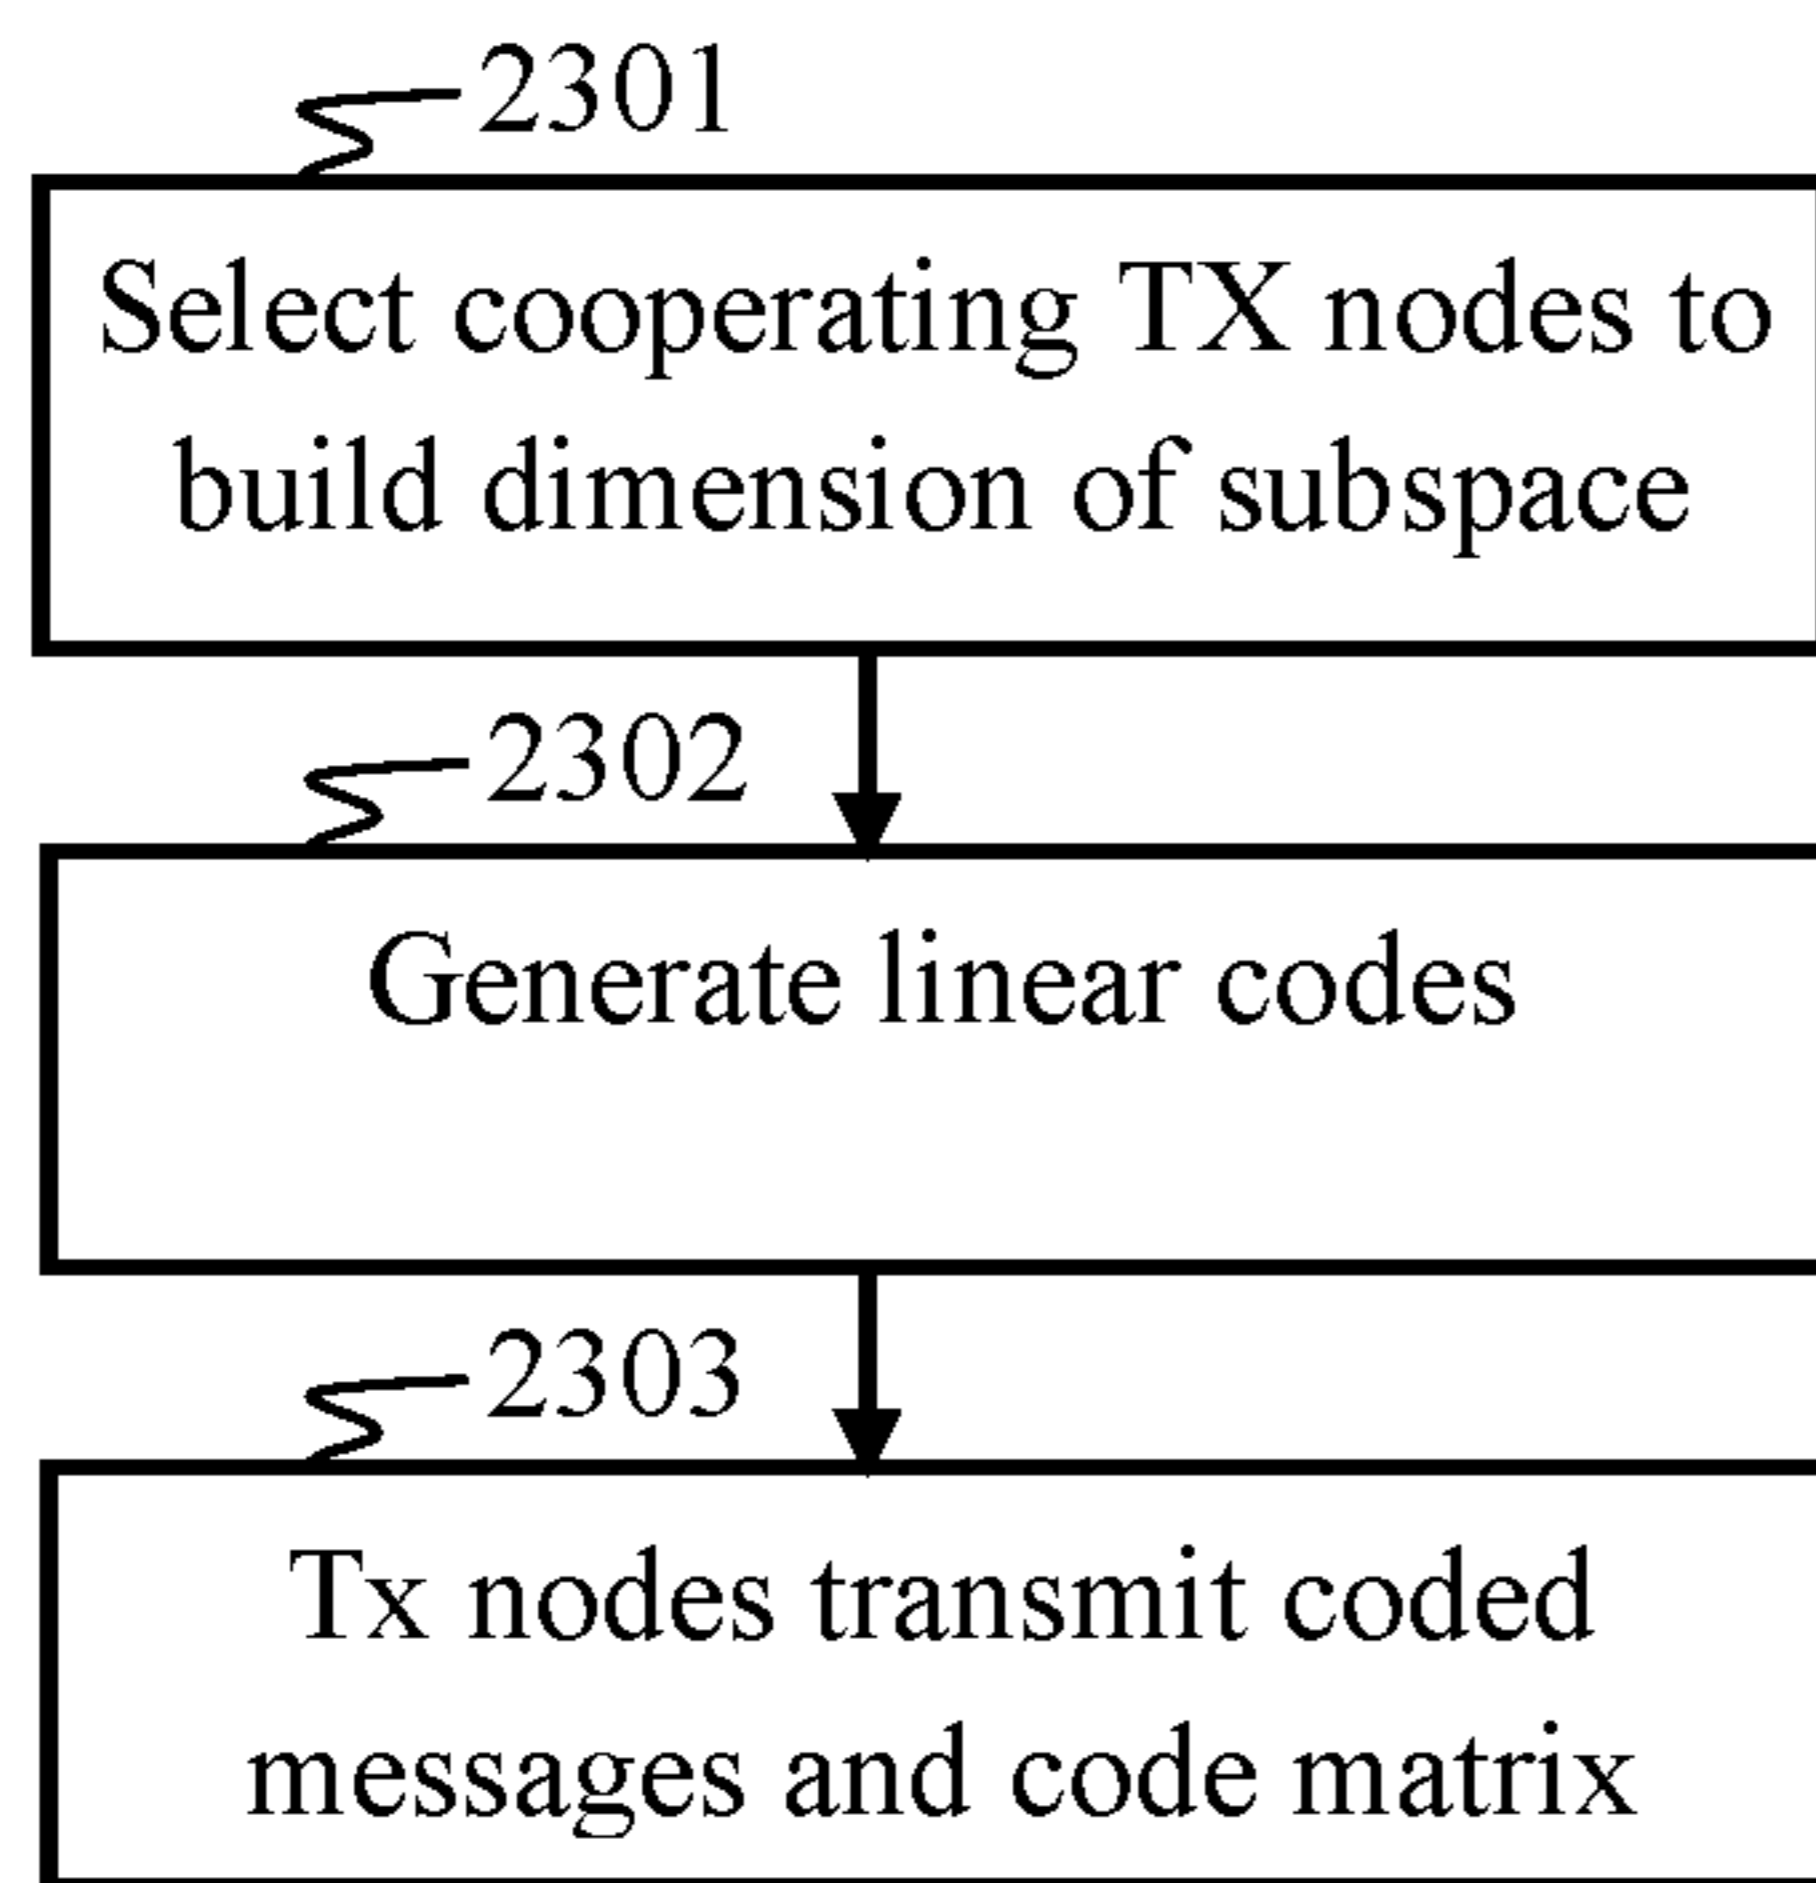 2301
Select cooperating TX nodes to
build dimension of subspace
2302
Generate linear codes
2303
Tx nodes transmit coded
messages and code matrix